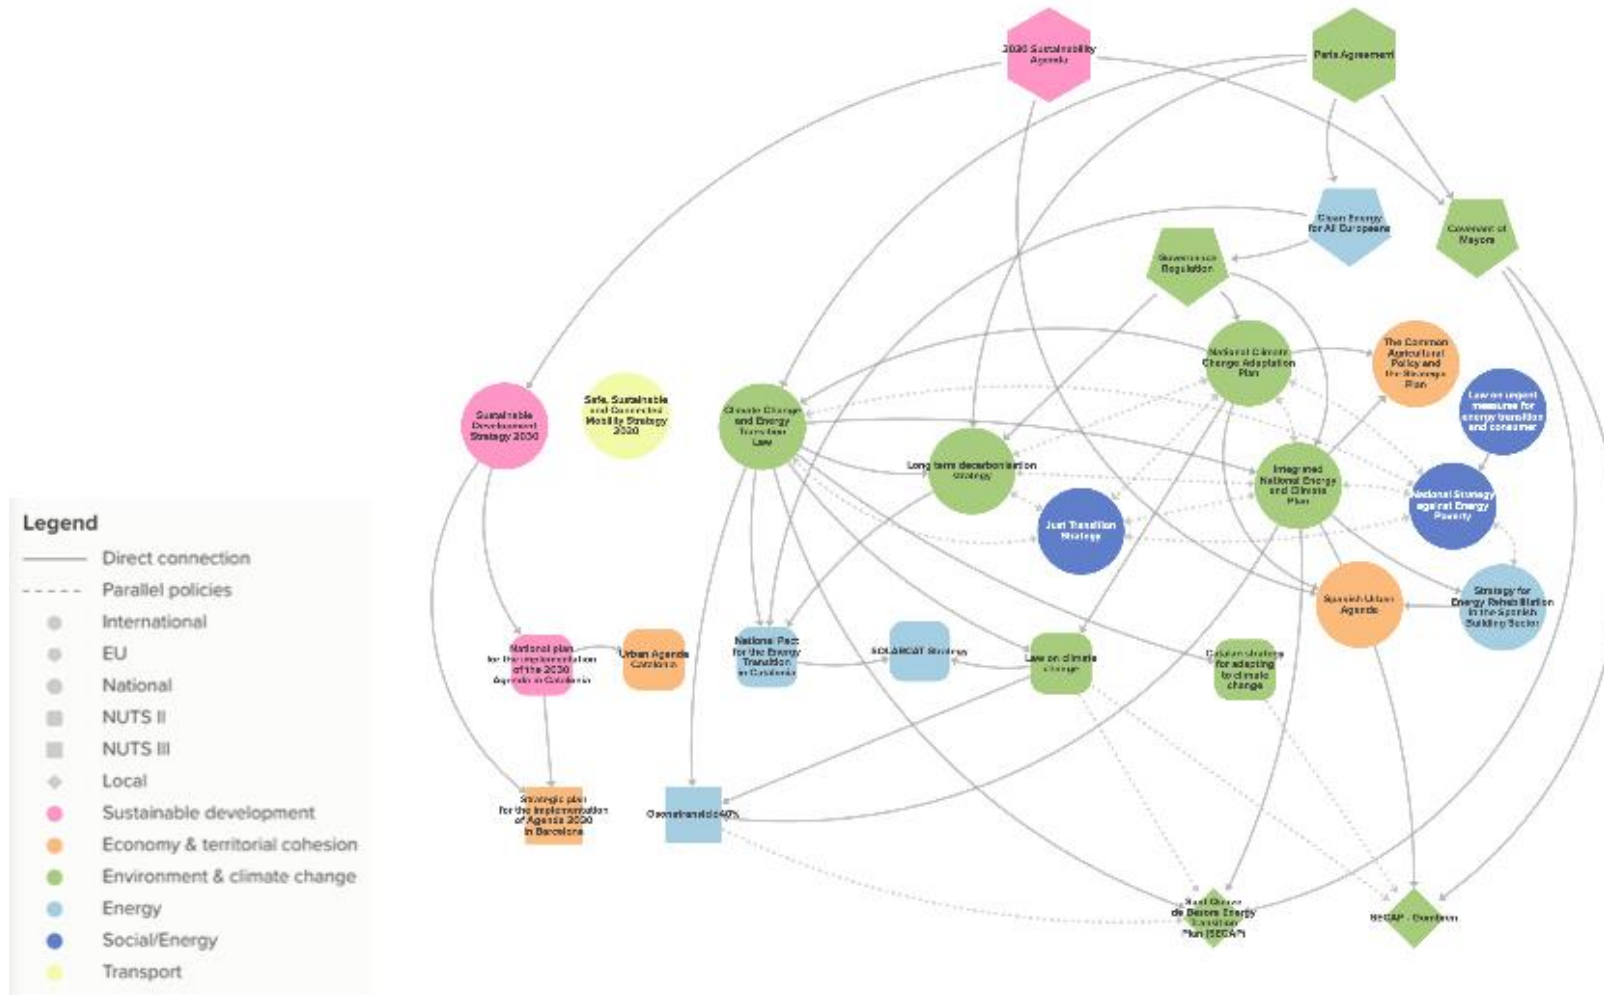 2030 Sustainability
Agenda
Paris Agreement
Clean Energy
for All Europeans
Covenant of
Mayors
Governance
Regulation
National Climate
Change Adaptation
Plan
The Common
Agricultural
Policy and
the Strategic
Plan
Law on urgent
measures for
energy transition
and consumer
Sustainable
Development
Strategy 2030
Safe, Sustainable
and Connected
Mobility Strategy
2030
Climate Change
and Energy
Transition
Law
Long term decarbonisation
strategy
Integrated
National Energy
and Climate
Plan
National Strategy
against Energy
Poverty
Just Transition
Strategy
Spanish Urban
Agenda
Strategy for
Energy Rehabilitation
in the Spanish
Building Sector
National plan
for the implementation
of the 2030
Agenda in Catalonia
Urban Agenda
Catalonia
National Pact
for the Energy
Transition
in Catalonia
SOLARCAT Strategy
Law on climate
change
Catalan strategy
for adapting
to climate
change
Strategic plan
for the implementation
of Agenda 2030
in Barcelona
de Besora Energy
Transition
Plan (SECAP)
SECAP - Gombren
Legend
Direct connection
Parallel policies
International
EU
National
NUTS II
NUTS III
Local
Sustainable development
Economy & territorial cohesion
Environment & climate change
Energy
Social/Energy
Transport